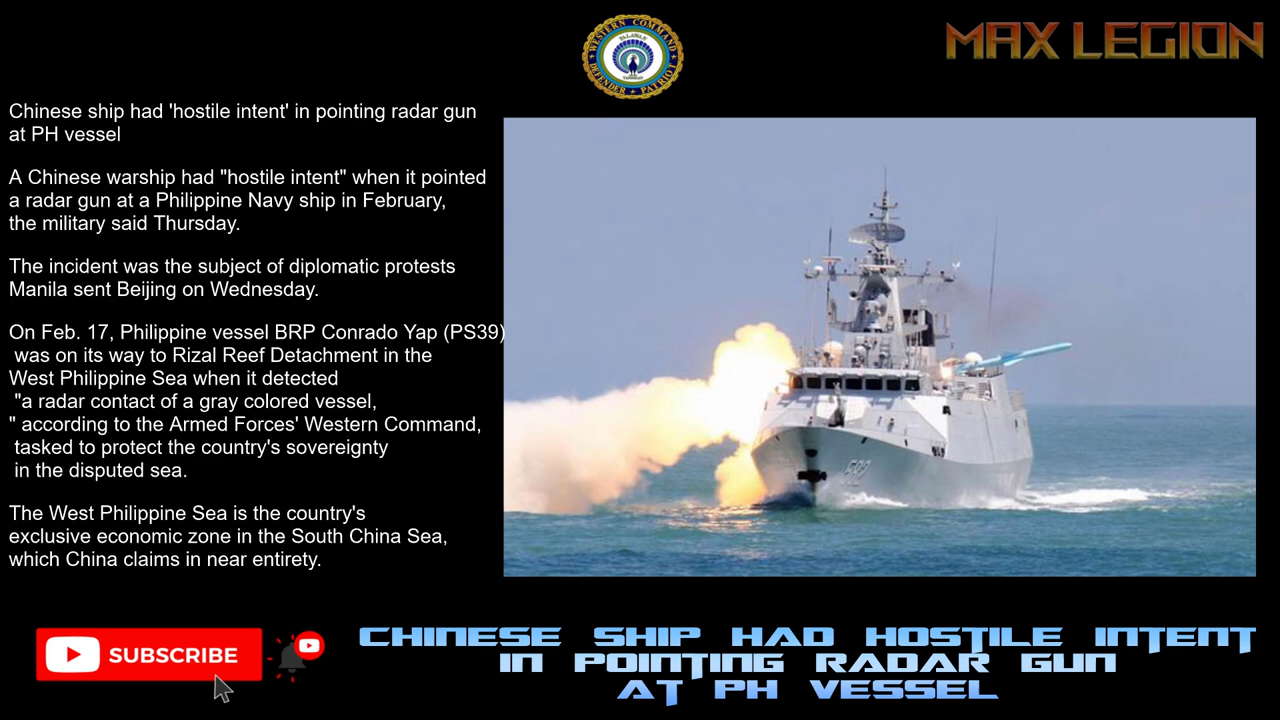 WESTERN COMMAND
PALAWAN
DEFENDER PATRIOT
MAX LEGION
Chinese ship had 'hostile intent' in pointing radar gun
at PH vessel
A Chinese warship had "hostile intent" when it pointed
a radar gun at a Philippine Navy ship in February,
the military said Thursday.
The incident was the subject of diplomatic protests
Manila sent Beijing on Wednesday.
On Feb. 17, Philippine vessel BRP Conrado Yap (PS39)
was on its way to Rizal Reef Detachment in the
West Philippine Sea when it detected
"a radar contact of a gray colored vessel,
" according to the Armed Forces' Western Command,
tasked to protect the country's sovereignty
in the disputed sea.
The West Philippine Sea is the country's
exclusive economic zone in the South China Sea,
which China claims in near entirety.
592
SUBSCRIBE
CHINESE SHIP HAD HOSTILE INTENT
IN POINTING RADAR GUN
AT PH VESSEL